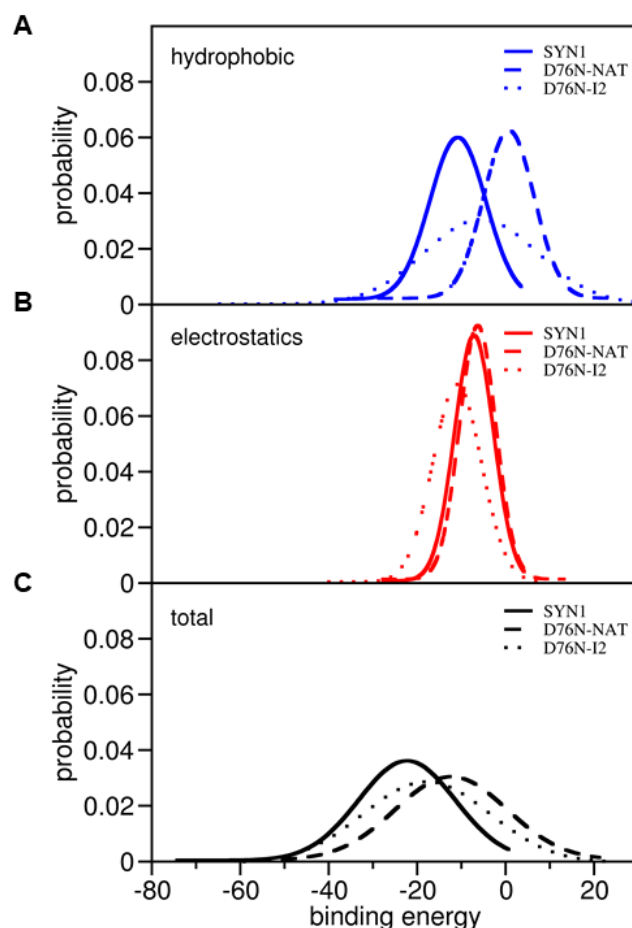 A
hydrophobic
SYN1
D76N-NAT
D76N-I2
probability
0.08
0.06
0.04
0.02
0
B
electrostatics
SYN1
D76N-NAT
D76N-I2
probability
0.08
0.06
0.04
0.02
0
C
total
SYN1
D76N-NAT
D76N-I2
probability
0.08
0.06
0.04
0.02
0
-80 -60 -40 -20 0 20
binding energy